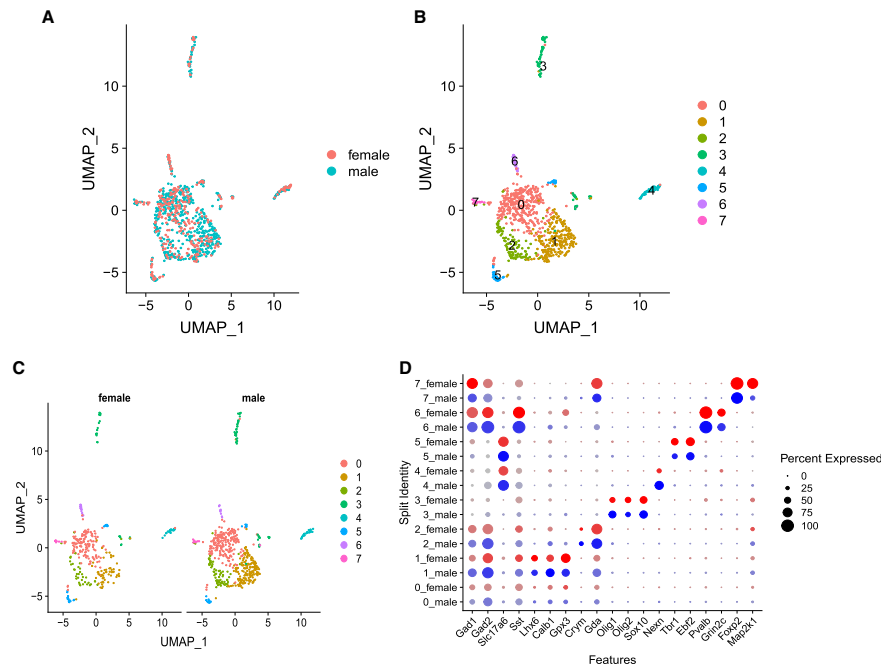 A
B
UMAP_2
10
5
0
−5
−5
0
5
10
UMAP_1
female
male
UMAP_2
10
5
0
−5
−5
0
5
10
UMAP_1
3
6
4
7
0
1
2
5
0
1
2
3
4
5
6
7
C
D
female
male
UMAP_2
10
5
0
−5
−5
0
5
10
−5
0
5
10
UMAP_1
0
1
2
3
4
5
6
7
Split Identity
7_female
7_male
6_female
6_male
5_female
5_male
4_female
4_male
3_female
3_male
2_female
2_male
1_female
1_male
0_female
0_male
Gad1
Gad2
Slc17a6
Sst
Lhx6
Calb1
Gpx3
Crym
Gda
Olig1
Olig2
Sox10
Nexn
Tbr1
Ebf2
Pvalb
Grin2c
Foxp2
Map2k1
Features
Percent Expressed
0
25
50
75
100